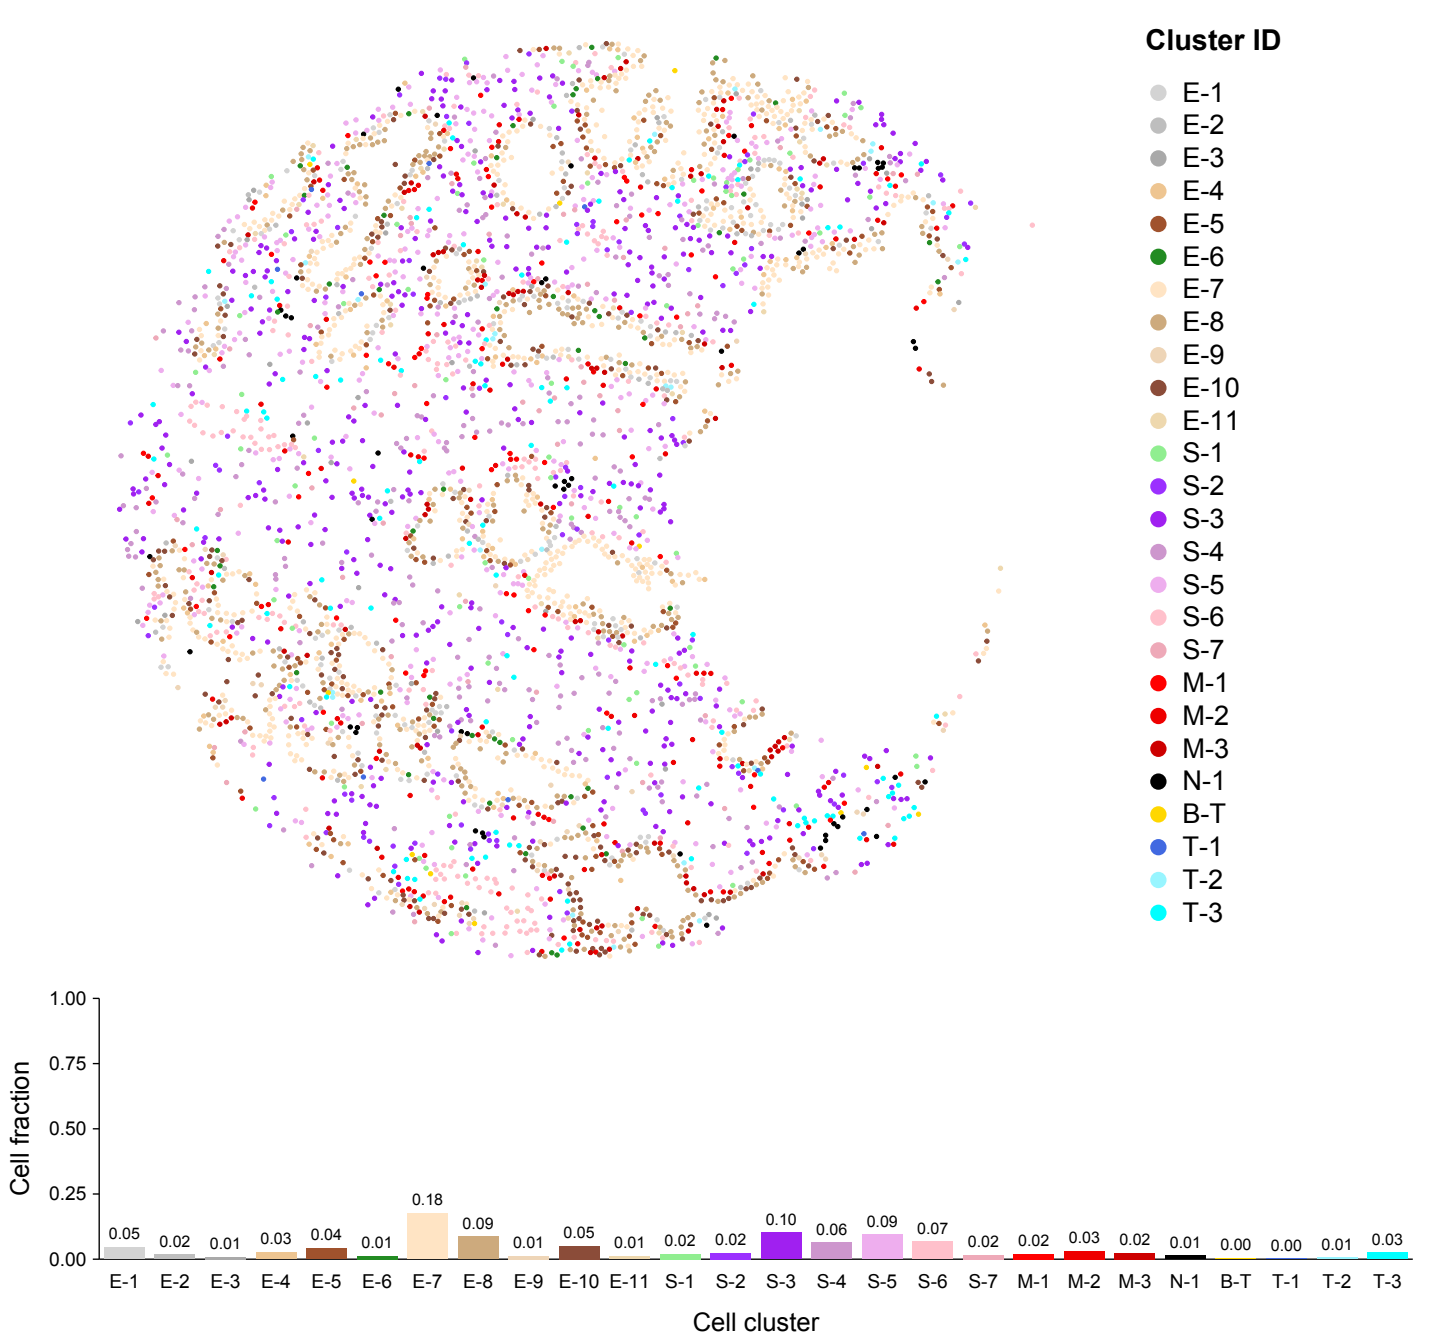 Cluster ID
E-1
E-2
E-3
E-4
E-5
E-6
E-7
E-8
E-9
E-10
E-11
S-1
S-2
S-3
S-4
S-5
S-6
S-7
M-1
M-2
M-3
N-1
B-T
T-1
T-2
T-3
1.00
0.75
0.50
0.25
0.00
Cell fraction
0.05 0.02 0.01 0.03 0.04 0.01 0.18 0.09 0.01 0.05 0.01 0.02 0.02 0.10 0.06 0.09 0.07 0.02 0.02 0.03 0.02 0.01 0.00 0.00 0.01 0.03
E-1 E-2 E-3 E-4 E-5 E-6 E-7 E-8 E-9 E-10 E-11 S-1 S-2 S-3 S-4 S-5 S-6 S-7 M-1 M-2 M-3 N-1 B-T T-1 T-2 T-3
Cell cluster